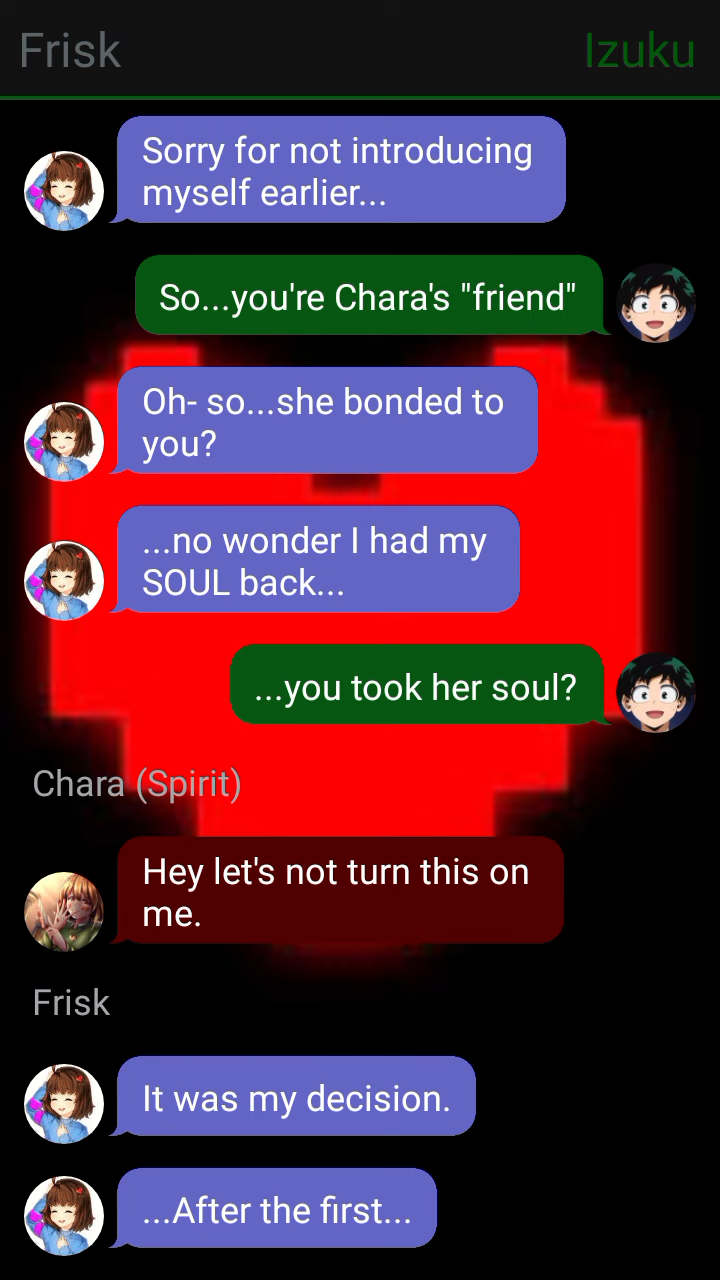 Frisk
Izuku
Sorry for not introducing
myself earlier...
So...you're Chara's "friend"
Oh- so...she bonded to
you?
...no wonder I had my
SOUL back...
...you took her soul?
Chara (Spirit)
Hey let's not turn this on
me.
Frisk
It was my decision.
...After the first...